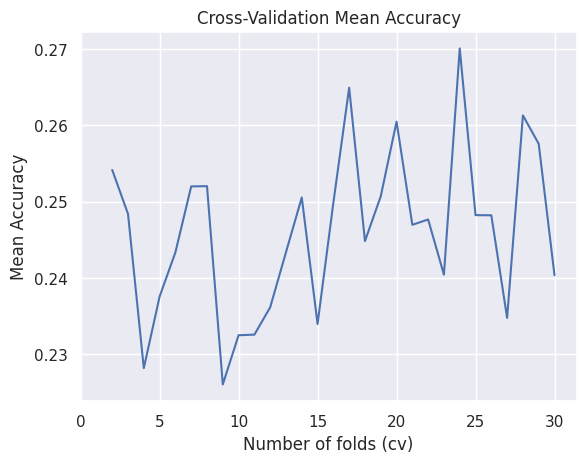 Cross-Validation Mean Accuracy
0.27
0.26
0.25
0.24
0.23
Mean Accuracy
0 5 10 15 20 25 30
Number of folds (cv)